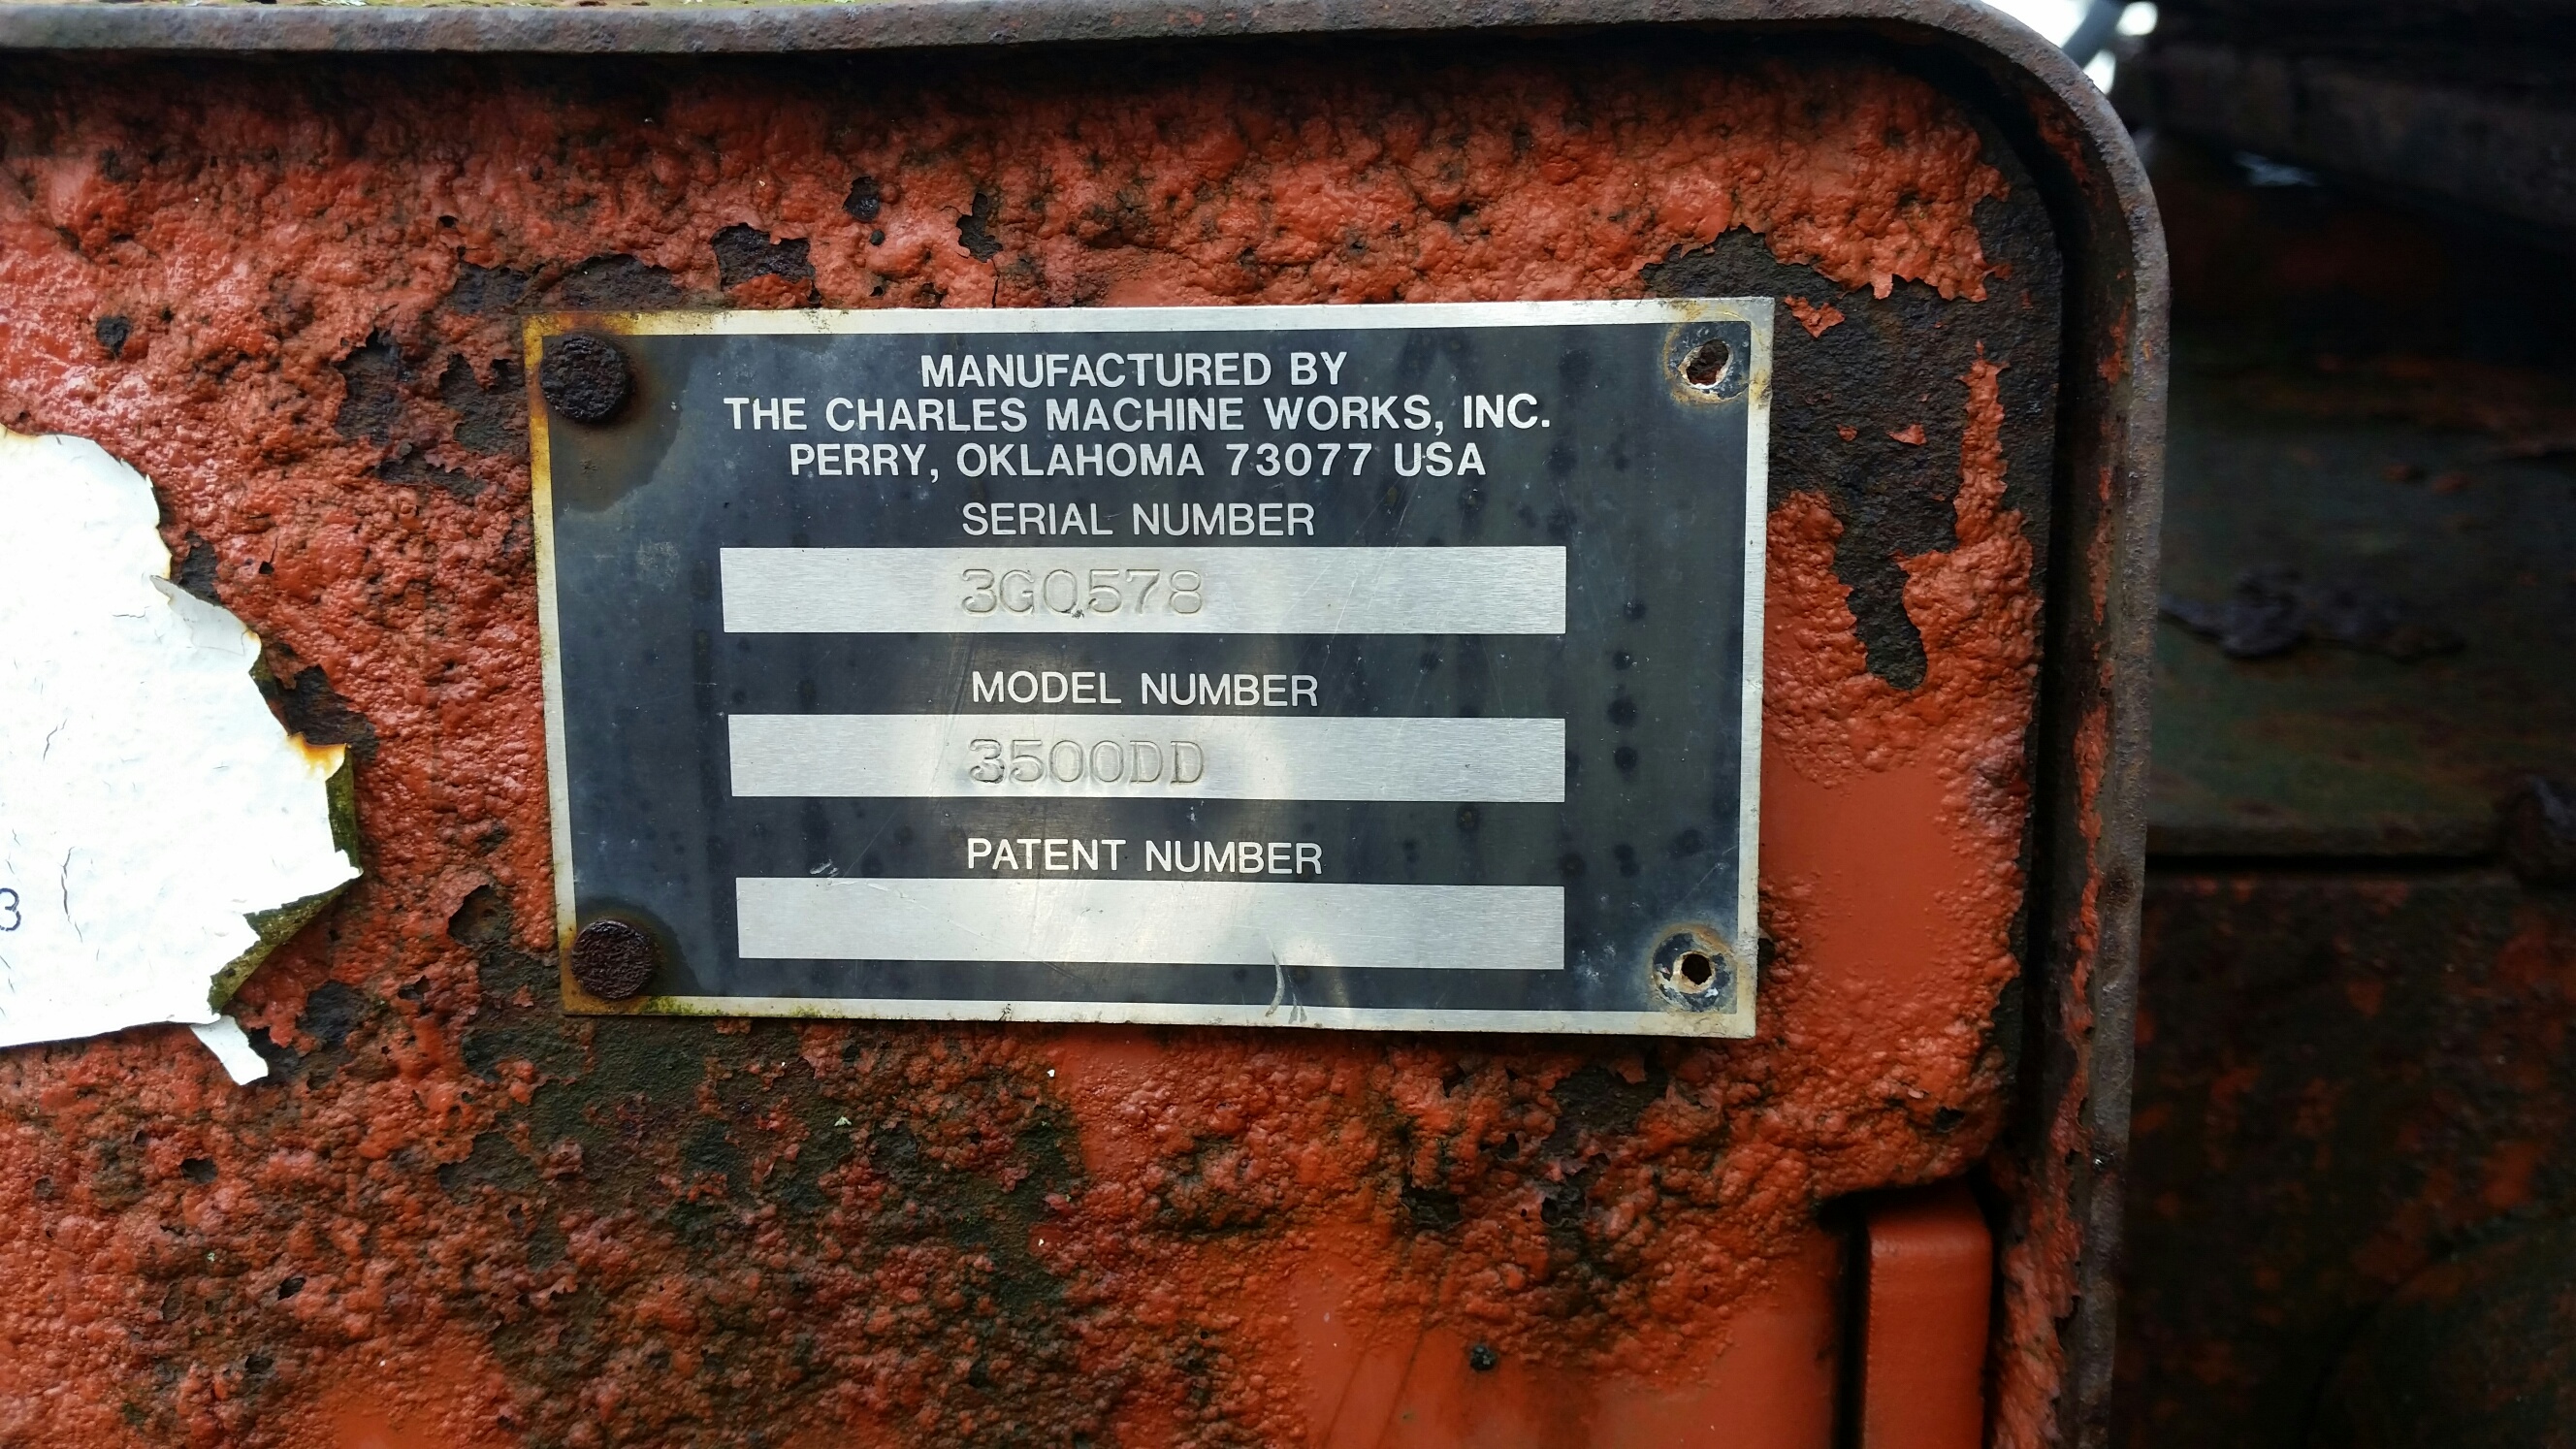 MANUFACTURED BY
THE CHARLES MACHINE WORKS, INC.
PERRY, OKLAHOMA 73077 USA
SERIAL NUMBER
3G0578
MODEL NUMBER
3500DD
PATENT NUMBER
3